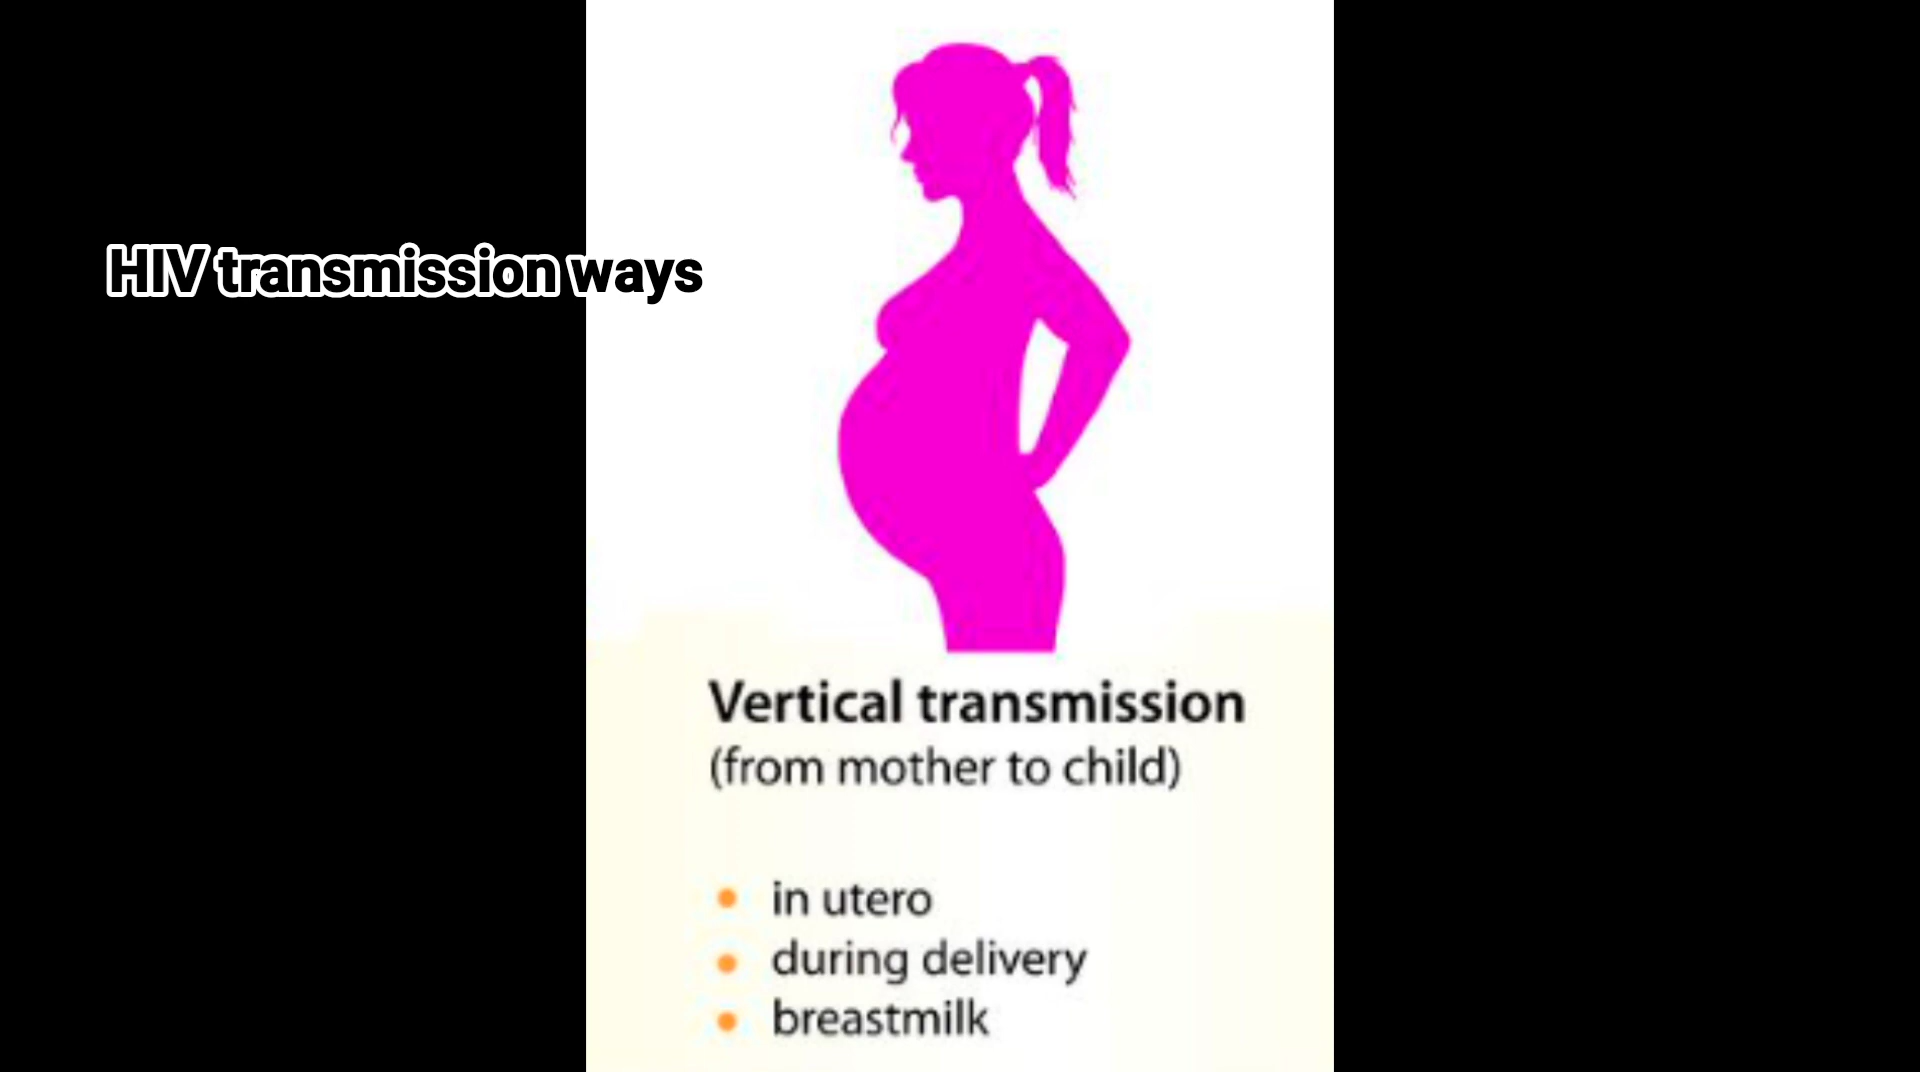 HIV transmission ways
Vertical transmission
(from mother to child)
in utero
during delivery
breastmilk